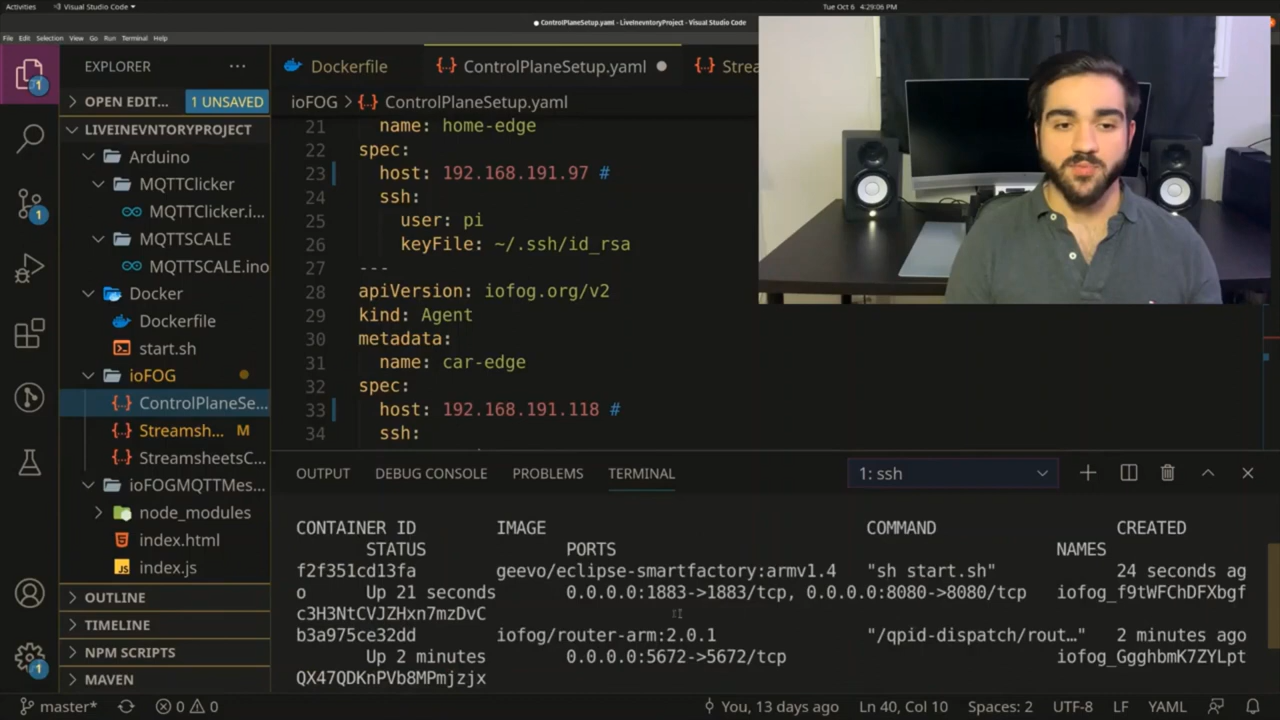 Activities
Visual Studio Code
Tue Oct 6 4:29:06 PM
● ControlPlaneSetup.yaml - LiveInevntoryProject - Visual Studio Code
File Edit Selection View Go Run Terminal Help
EXPLORER ...
Dockerfile
ControlPlaneSetup.yaml ●
Strea
OPEN EDIT... 1 UNSAVED
ioFOG > ControlPlaneSetup.yaml
LIVEINEVNTORYPROJECT
Arduino
MQTTClicker
MQTTClicker.i...
MQTTSCALE
MQTTSCALE.ino
Docker
Dockerfile
start.sh
ioFOG
ControlPlaneSe...
Streamsh... M
StreamsheetsC...
ioFOGMQTTMes...
node_modules
index.html
index.js
OUTLINE
TIMELINE
NPM SCRIPTS
MAVEN
21 name: home-edge
22 spec:
23 host: 192.168.191.97 #
24 ssh:
25 user: pi
26 keyFile: ~/.ssh/id_rsa
27 ---
28 apiVersion: iofog.org/v2
29 kind: Agent
30 metadata:
31 name: car-edge
32 spec:
33 host: 192.168.191.118 #
34 ssh:
OUTPUT DEBUG CONSOLE PROBLEMS TERMINAL 1: ssh
CONTAINER ID IMAGE COMMAND CREATED
STATUS PORTS NAMES
f2f351cd13fa geevo/eclipse-smartfactory:armv1.4 "sh start.sh" 24 seconds ag
o Up 21 seconds 0.0.0.0:1883->1883/tcp, 0.0.0.0:8080->8080/tcp iofog_f9tWFChDFXbgf
c3H3NtCVJZHxn7mzDvC
b3a975ce32dd iofog/router-arm:2.0.1 "/qpid-dispatch/rout…" 2 minutes ago
Up 2 minutes 0.0.0.0:5672->5672/tcp iofog_GgghbmK7ZYLpt
QX47QDKnPVb8MPmjzjx
master* 0 0 You, 13 days ago Ln 40, Col 10 Spaces: 2 UTF-8 LF YAML